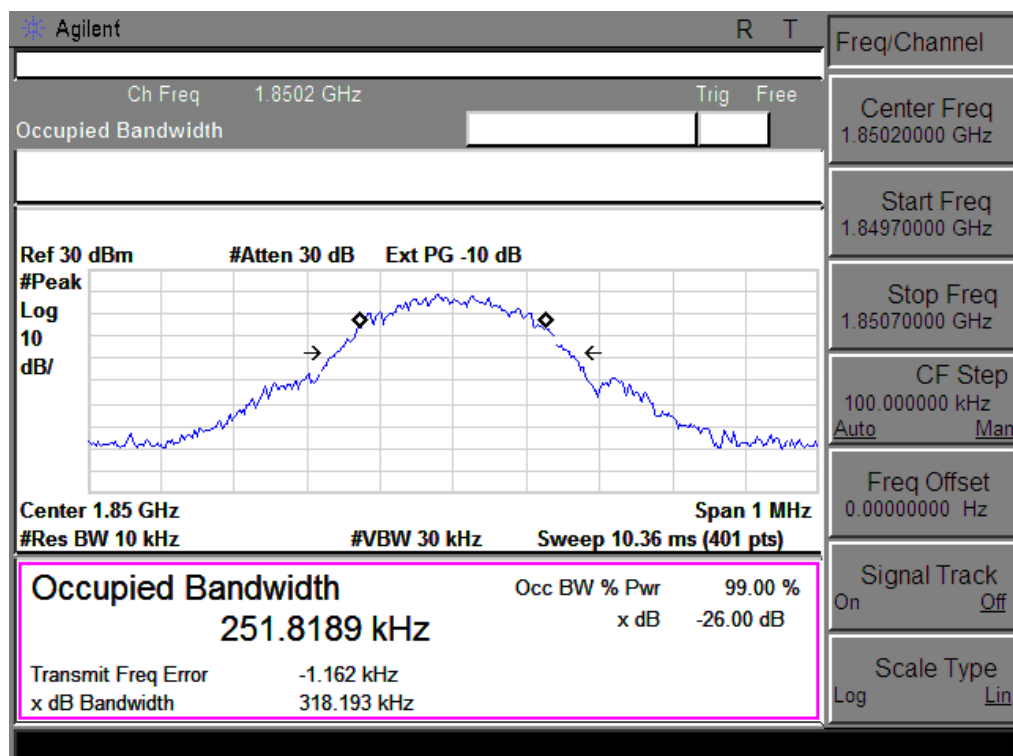 Agilent R T
Ch Freq 1.8502 GHz Trig Free
Occupied Bandwidth
Ref 30 dBm #Atten 30 dB Ext PG -10 dB
#Peak
Log
10
dB/
Center 1.85 GHz Span 1 MHz
#Res BW 10 kHz #VBW 30 kHz Sweep 10.36 ms (401 pts)
Occupied Bandwidth Occ BW % Pwr 99.00 %
251.8189 kHz x dB -26.00 dB
Transmit Freq Error -1.162 kHz
x dB Bandwidth 318.193 kHz
Freq/Channel
Center Freq
1.85020000 GHz
Start Freq
1.84970000 GHz
Stop Freq
1.85070000 GHz
CF Step
100.000000 kHz
Auto Man
Freq Offset
0.00000000 Hz
Signal Track
On Off
Scale Type
Log Lin